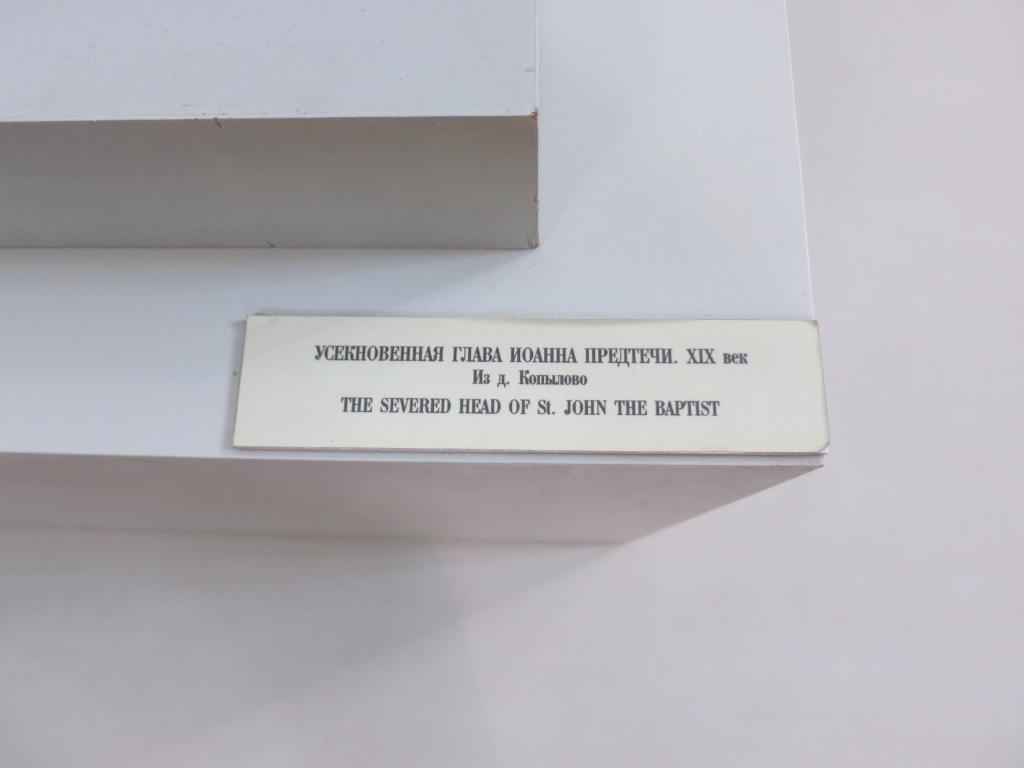 УСЕКНОВЕННАЯ ГЛАВА ИОАННА ПРЕДТЕЧИ. XIX век
Из д. Копылово
THE SEVERED HEAD OF St. JOHN THE BAPTIST